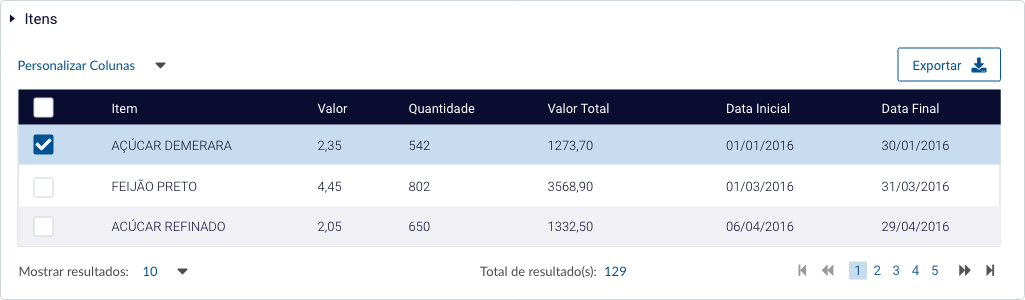 Itens
Personalizar Colunas Exportar
Item Valor Quantidade Valor Total Data Inicial Data Final
AÇÚCAR DEMERARA 2,35 542 1273,70 01/01/2016 30/01/2016
FEIJÃO PRETO 4,45 802 3568,90 01/03/2016 31/03/2016
ACÚCAR REFINADO 2,05 650 1332,50 06/04/2016 29/04/2016
Mostrar resultados: 10 Total de resultado(s): 129 1 2 3 4 5